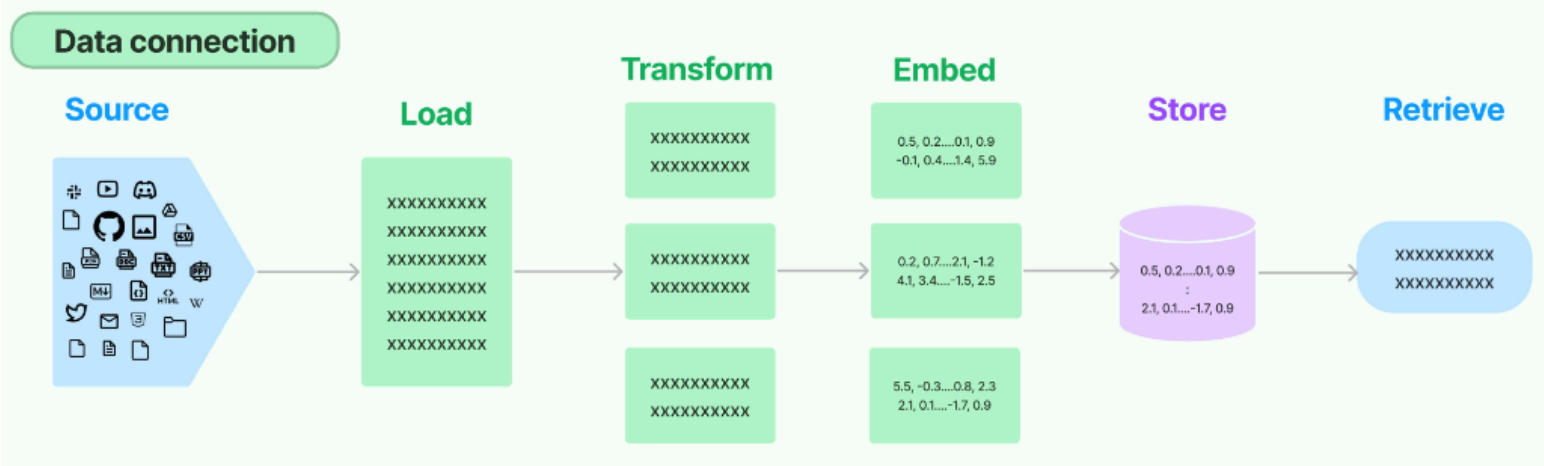 Data connection
Source
Load
Transform
Embed
Store
Retrieve
CSV
DOC
TXT
PPT
M
HTML
W
XXXXXXXXXX
XXXXXXXXXX
XXXXXXXXXX
XXXXXXXXXX
XXXXXXXXXX
XXXXXXXXXX
XXXXXXXXXX
XXXXXXXXXX
XXXXXXXXXX
XXXXXXXXXX
XXXXXXXXXX
XXXXXXXXXX
0.5, 0.2....0.1, 0.9
-0.1, 0.4....1.4, 5.9
0.2, 0.7....2.1, -1.2
4.1, 3.4....-1.5, 2.5
5.5, -0.3....0.8, 2.3
2.1, 0.1....-1.7, 0.9
0.5, 0.2....0.1, 0.9
:
2.1, 0.1....-1.7, 0.9
XXXXXXXXXX
XXXXXXXXXX